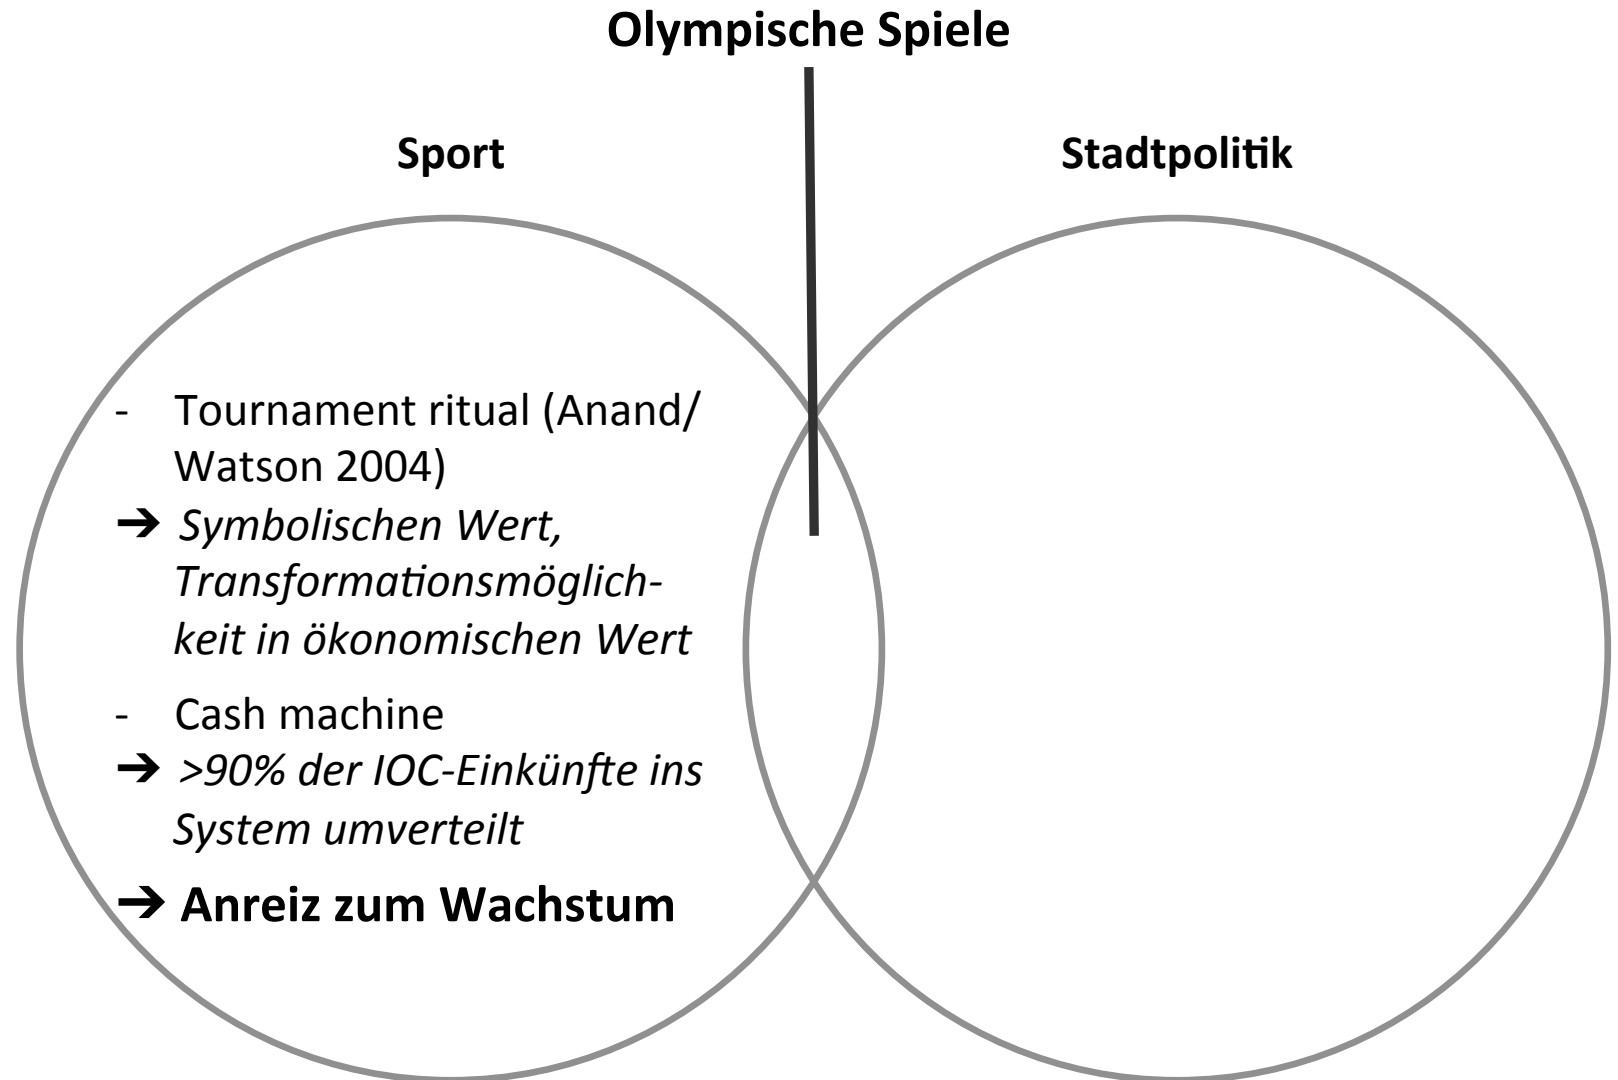 Olympische Spiele
Sport
Stadtpolitik
- Tournament ritual (Anand/
Watson 2004)
➔ Symbolischen Wert,
Transformationsmöglich-
keit in ökonomischen Wert
- Cash machine
➔ >90% der IOC-Einkünfte ins
System umverteilt
➔ Anreiz zum Wachstum